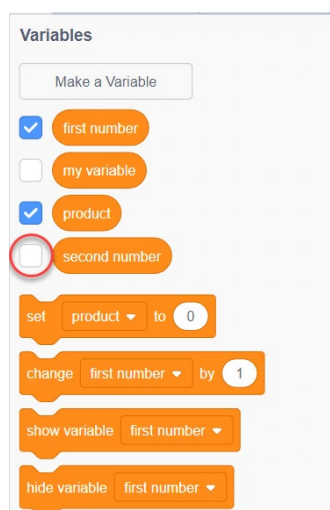 Variables
Make a Variable
first number
my variable
product
second number
set product to 0
change first number by 1
show variable first number
hide variable first number